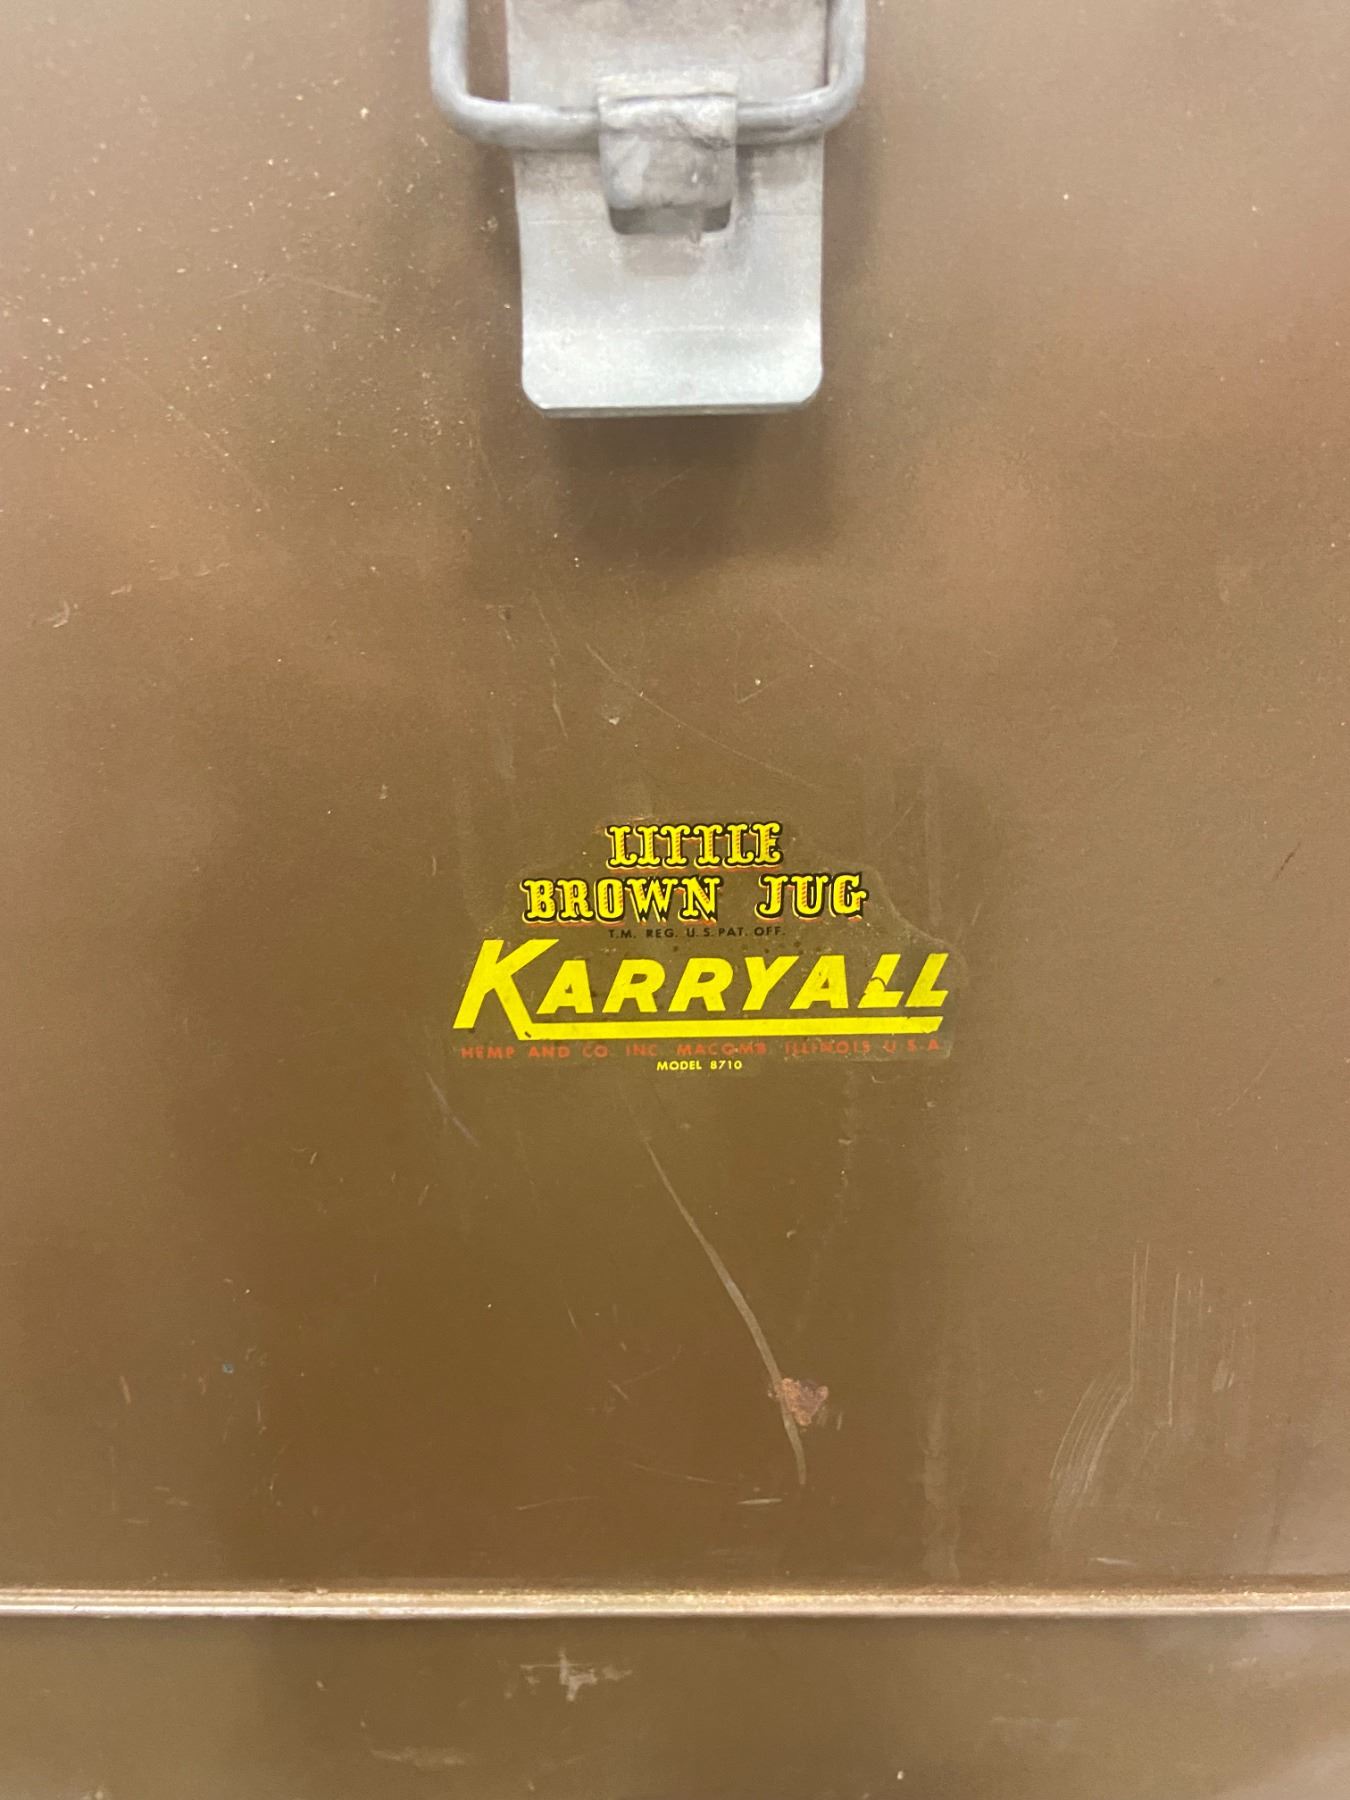 LITTLE
BROWN JUG
T.M. REG. U.S. PAT. OFF.
KARRYALL
HEMP AND CO. INC. MACOMB, ILLINOIS U.S.A.
MODEL 8710